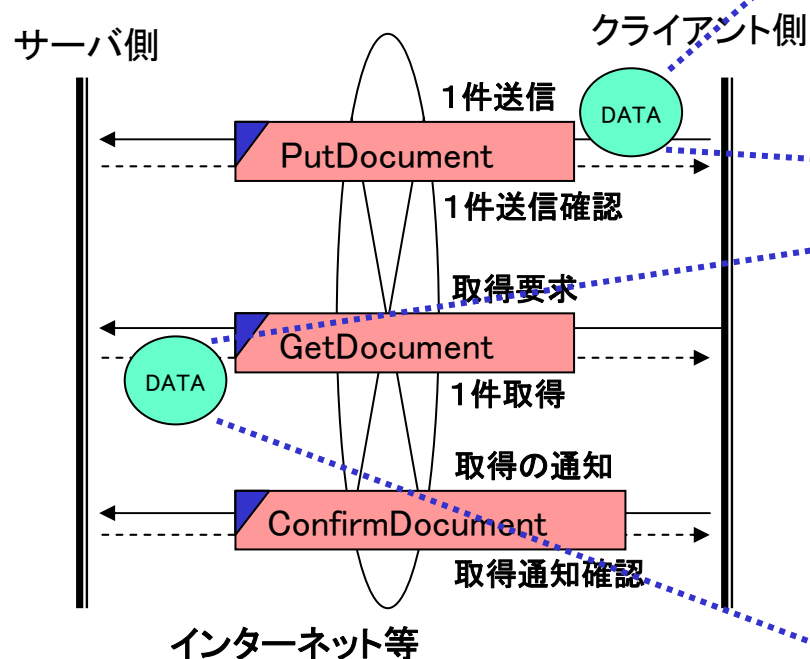 サーバ側
クライアント側
1件送信
DATA
PutDocument
1件送信確認
取得要求
GetDocument
DATA
1件取得
取得の通知
ConfirmDocument
取得通知確認
インターネット等